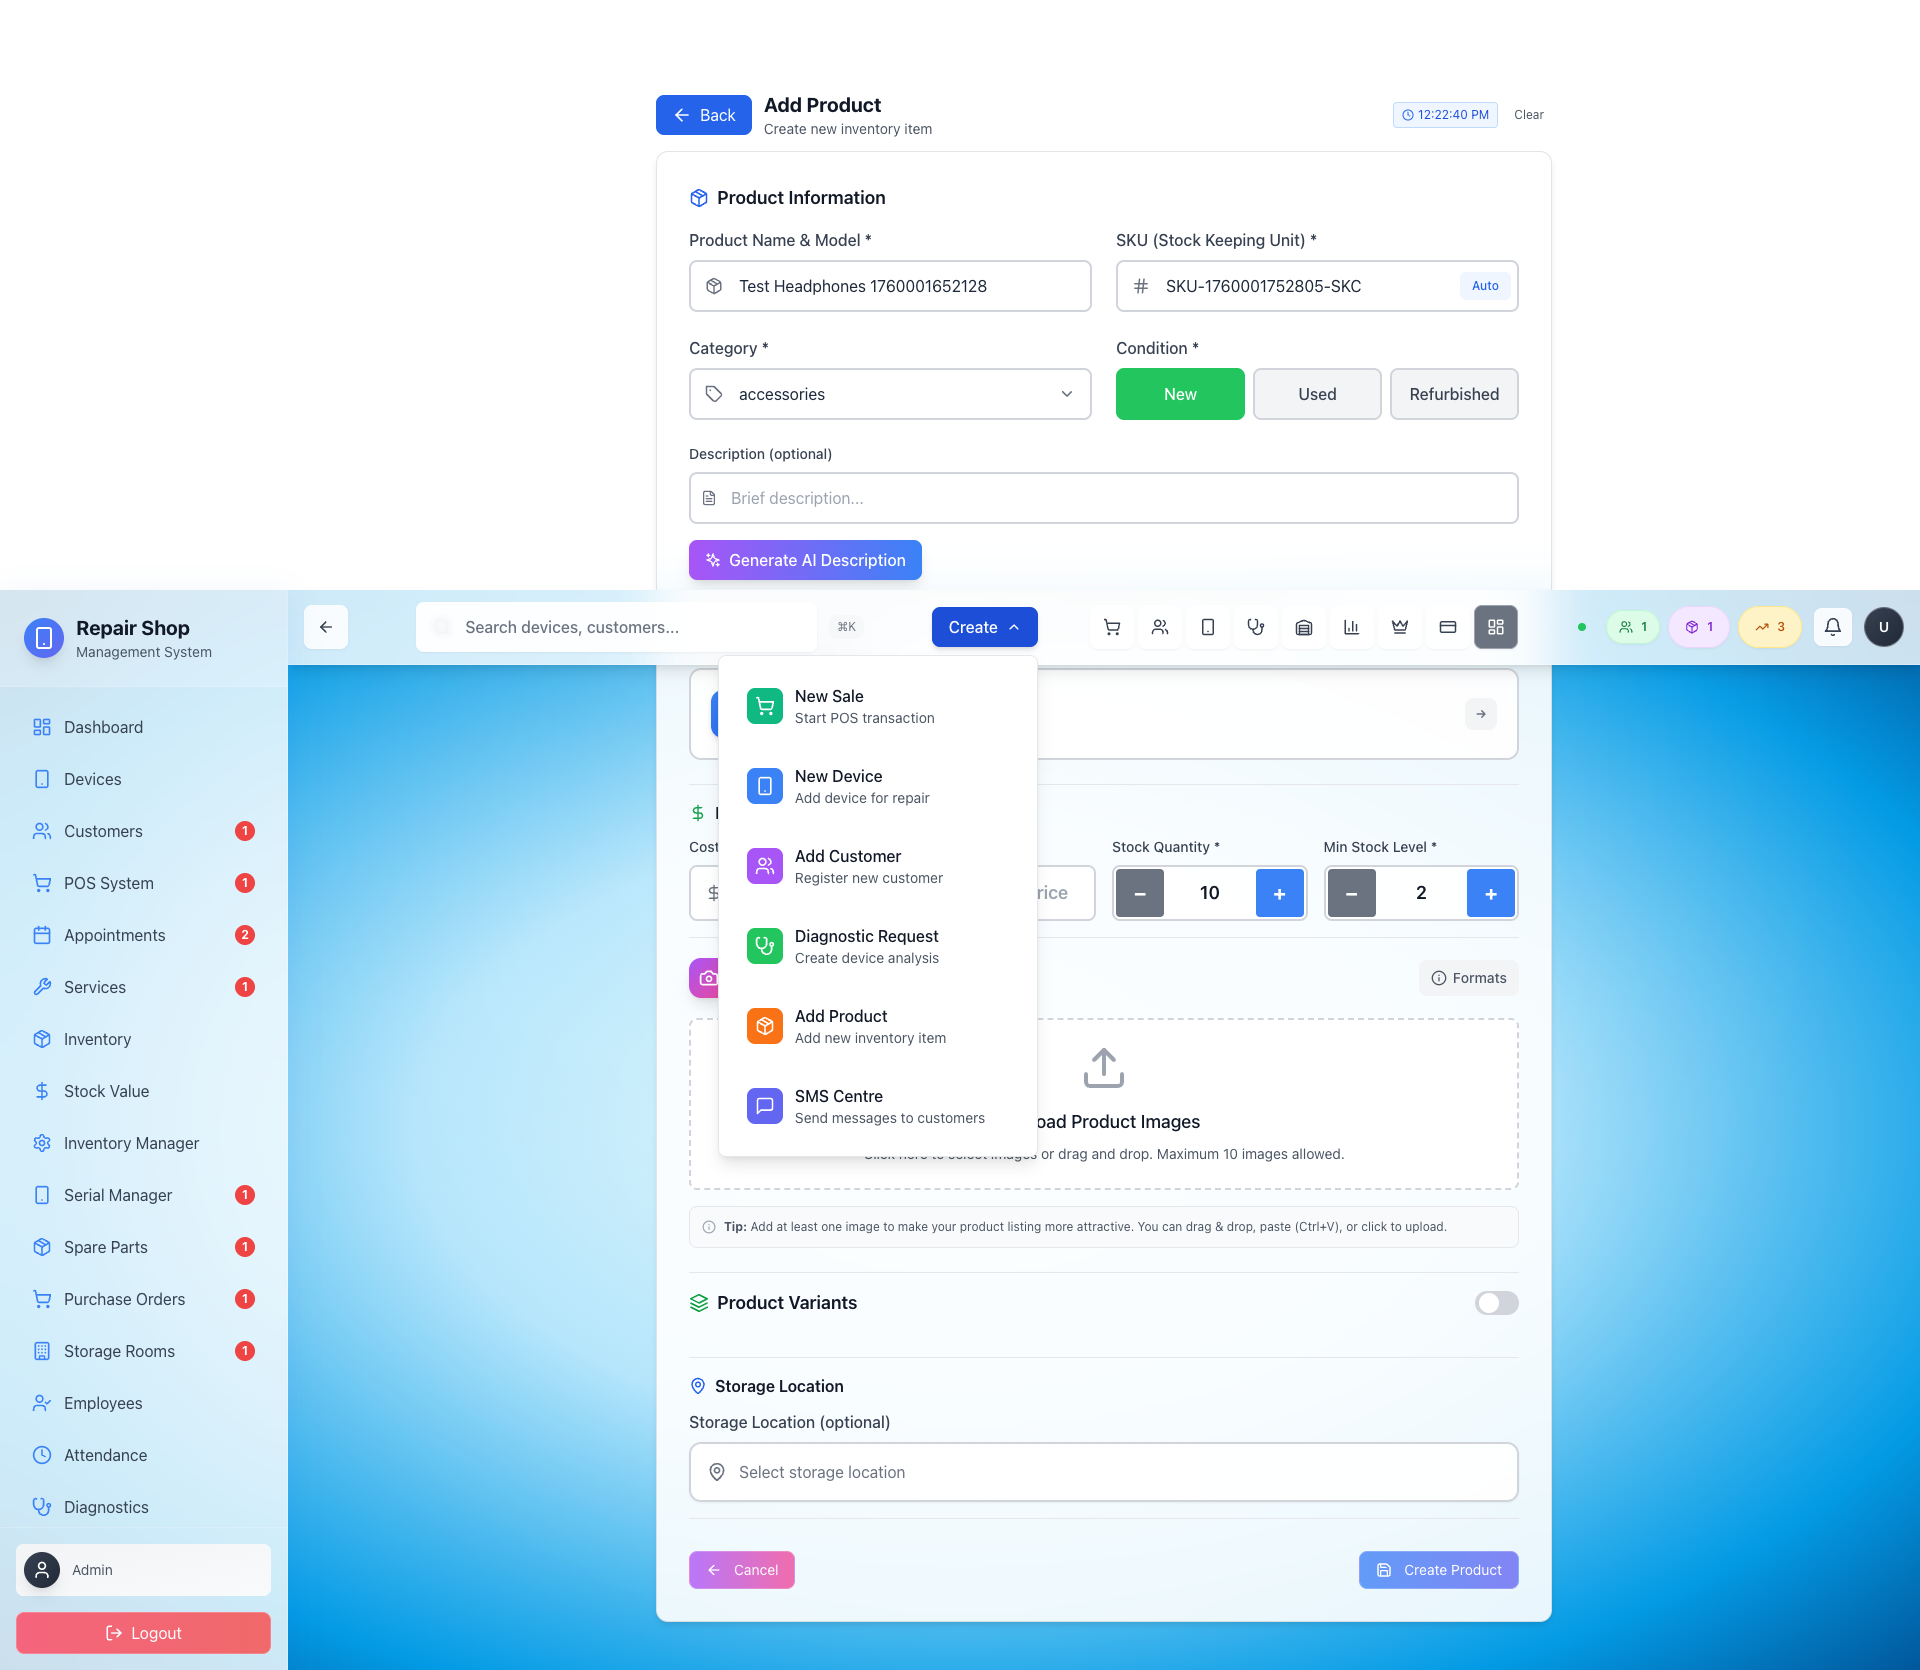 Back
Add Product
Create new inventory item
12:22:40 PM
Clear
Product Information
Product Name & Model *
SKU (Stock Keeping Unit) *
Test Headphones 1760001652128
SKU-1760001752805-SKC
Auto
Category *
Condition *
accessories
New
Used
Refurbished
Description (optional)
Brief description...
Generate AI Description
Repair Shop
Management System
Search devices, customers...
⌘K
Create
1
1
3
U
Dashboard
Devices
Customers
1
POS System
1
Appointments
2
Services
1
Inventory
Stock Value
Inventory Manager
Serial Manager
1
Spare Parts
1
Purchase Orders
1
Storage Rooms
1
Employees
Attendance
Diagnostics
Admin
Logout
New Sale
Start POS transaction
New Device
Add device for repair
Add Customer
Register new customer
Diagnostic Request
Create device analysis
Add Product
Add new inventory item
SMS Centre
Send messages to customers
Cost
Stock Quantity *
Min Stock Level *
10
2
Formats
Product Images
or drag and drop. Maximum 10 images allowed.
Tip: Add at least one image to make your product listing more attractive. You can drag & drop, paste (Ctrl+V), or click to upload.
Product Variants
Storage Location
Storage Location (optional)
Select storage location
Cancel
Create Product